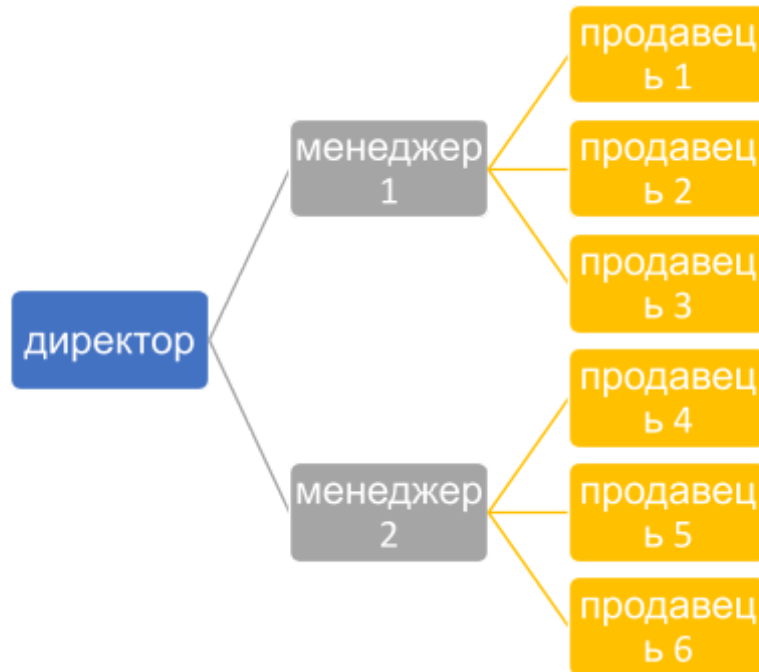 директор
менеджер
1
менеджер
2
продавец
ь 1
продавец
ь 2
продавец
ь 3
продавец
ь 4
продавец
ь 5
продавец
ь 6